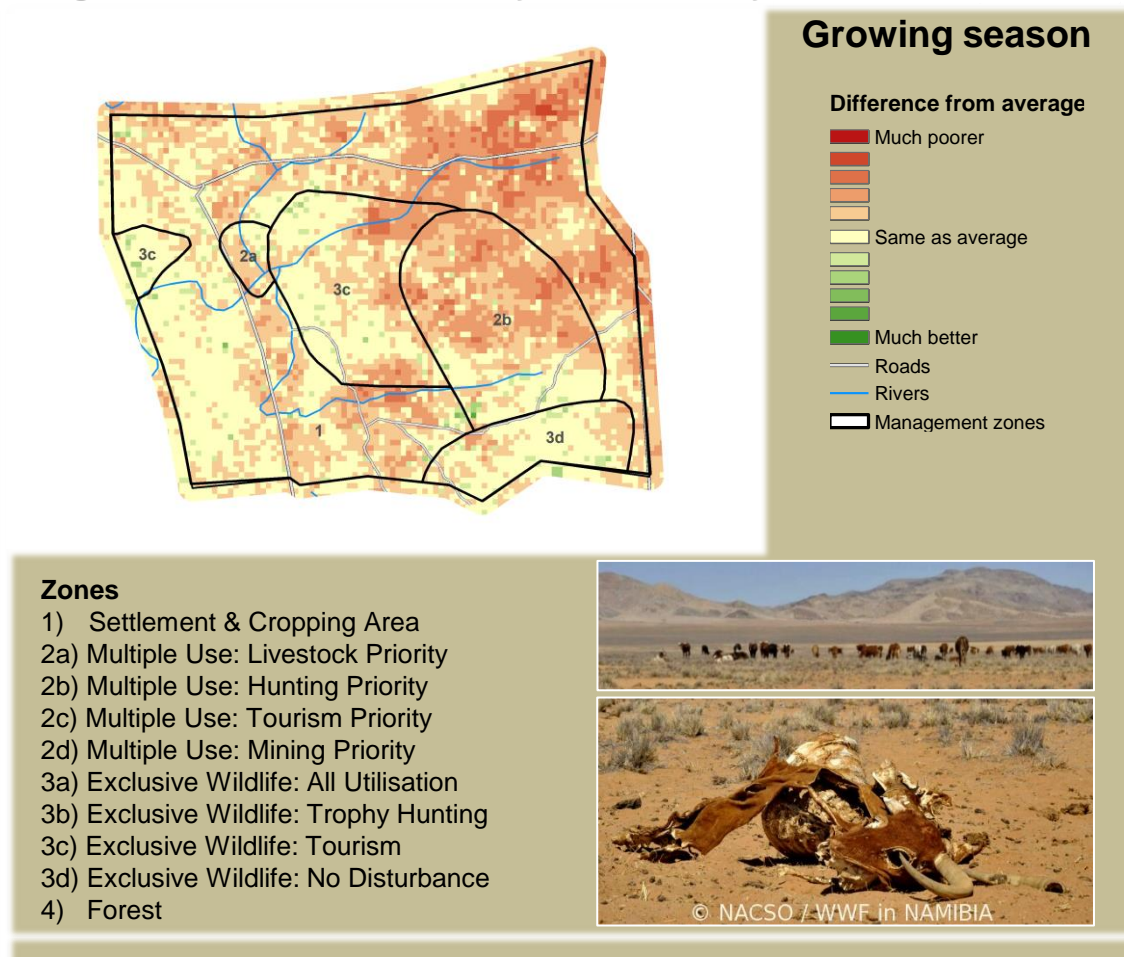 Growing season
Difference from average
Much poorer
Same as average
Much better
Roads
Rivers
Management zones
3c
2a
3c
2b
1
3d
Zones
1) Settlement & Cropping Area
2a) Multiple Use: Livestock Priority
2b) Multiple Use: Hunting Priority
2c) Multiple Use: Tourism Priority
2d) Multiple Use: Mining Priority
3a) Exclusive Wildlife: All Utilisation
3b) Exclusive Wildlife: Trophy Hunting
3c) Exclusive Wildlife: Tourism
3d) Exclusive Wildlife: No Disturbance
4) Forest
© NACSO / WWF in NAMIBIA